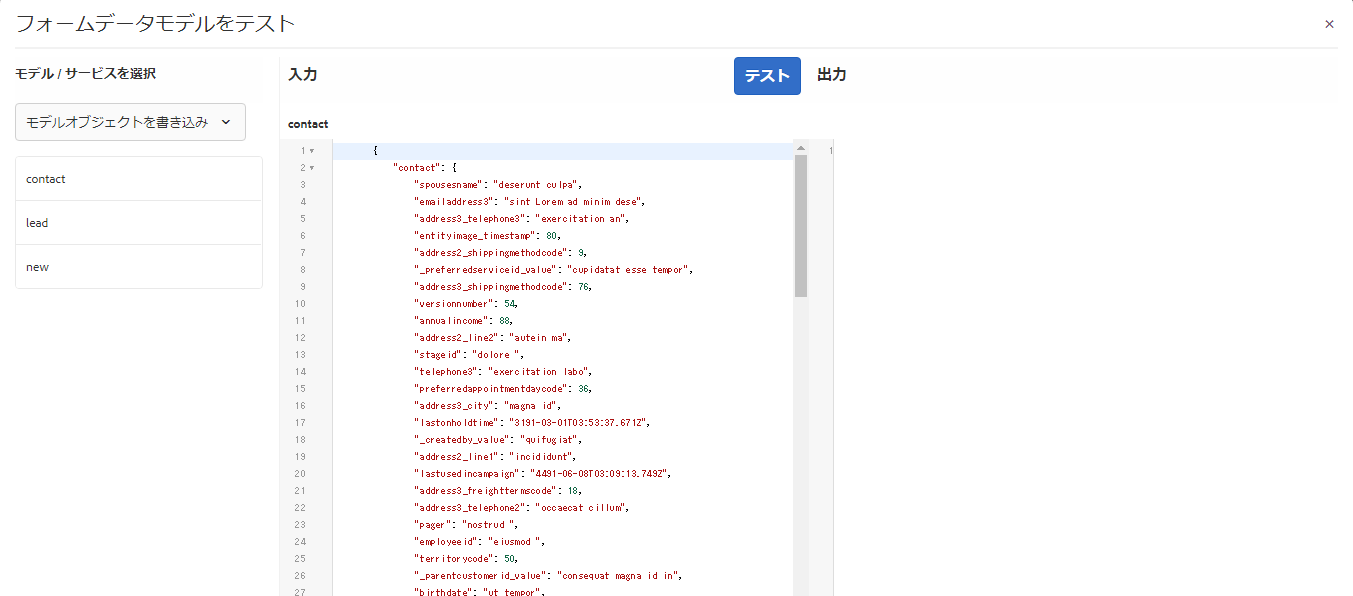 フォームデータモデルをテスト
×
モデル / サービスを選択
モデルオブジェクトを書き込み
contact
lead
new
入力
テスト
出力
contact
1 {
2 "contact": {
3 "spousesname": "deserunt culpa",
4 "emailaddress3": "sint Lorem ad minim dese",
5 "address3_telephone3": "exercitation an",
6 "entityimage_timestamp": 80,
7 "address2_shippingmethodcode": 9,
8 "_preferredserviceid_value": "cupidatat esse tempor",
9 "address3_shippingmethodcode": 76,
10 "versionnumber": 54,
11 "annualincome": 88,
12 "address2_line2": "autein ma",
13 "stageid": "dolore ",
14 "telephone3": "exercitation labo",
15 "preferredappointmentdaycode": 36,
16 "address3_city": "magna id",
17 "lastonholdtime": "3191-03-01T03:53:37.671Z",
18 "_createdby_value": "quifugiat",
19 "address2_line1": "incididunt",
20 "lastusedincampaign": "4491-06-08T03:09:13.749Z",
21 "address3_freighttermscode": 18,
22 "address3_telephone2": "occaecat cillum",
23 "pager": "nostrud ",
24 "employeeid": "eiusmod ",
25 "territorycode": 50,
26 "_parentcustomerid_value": "consequat magna id in",
27 "birthdate": "ut tempor",
1